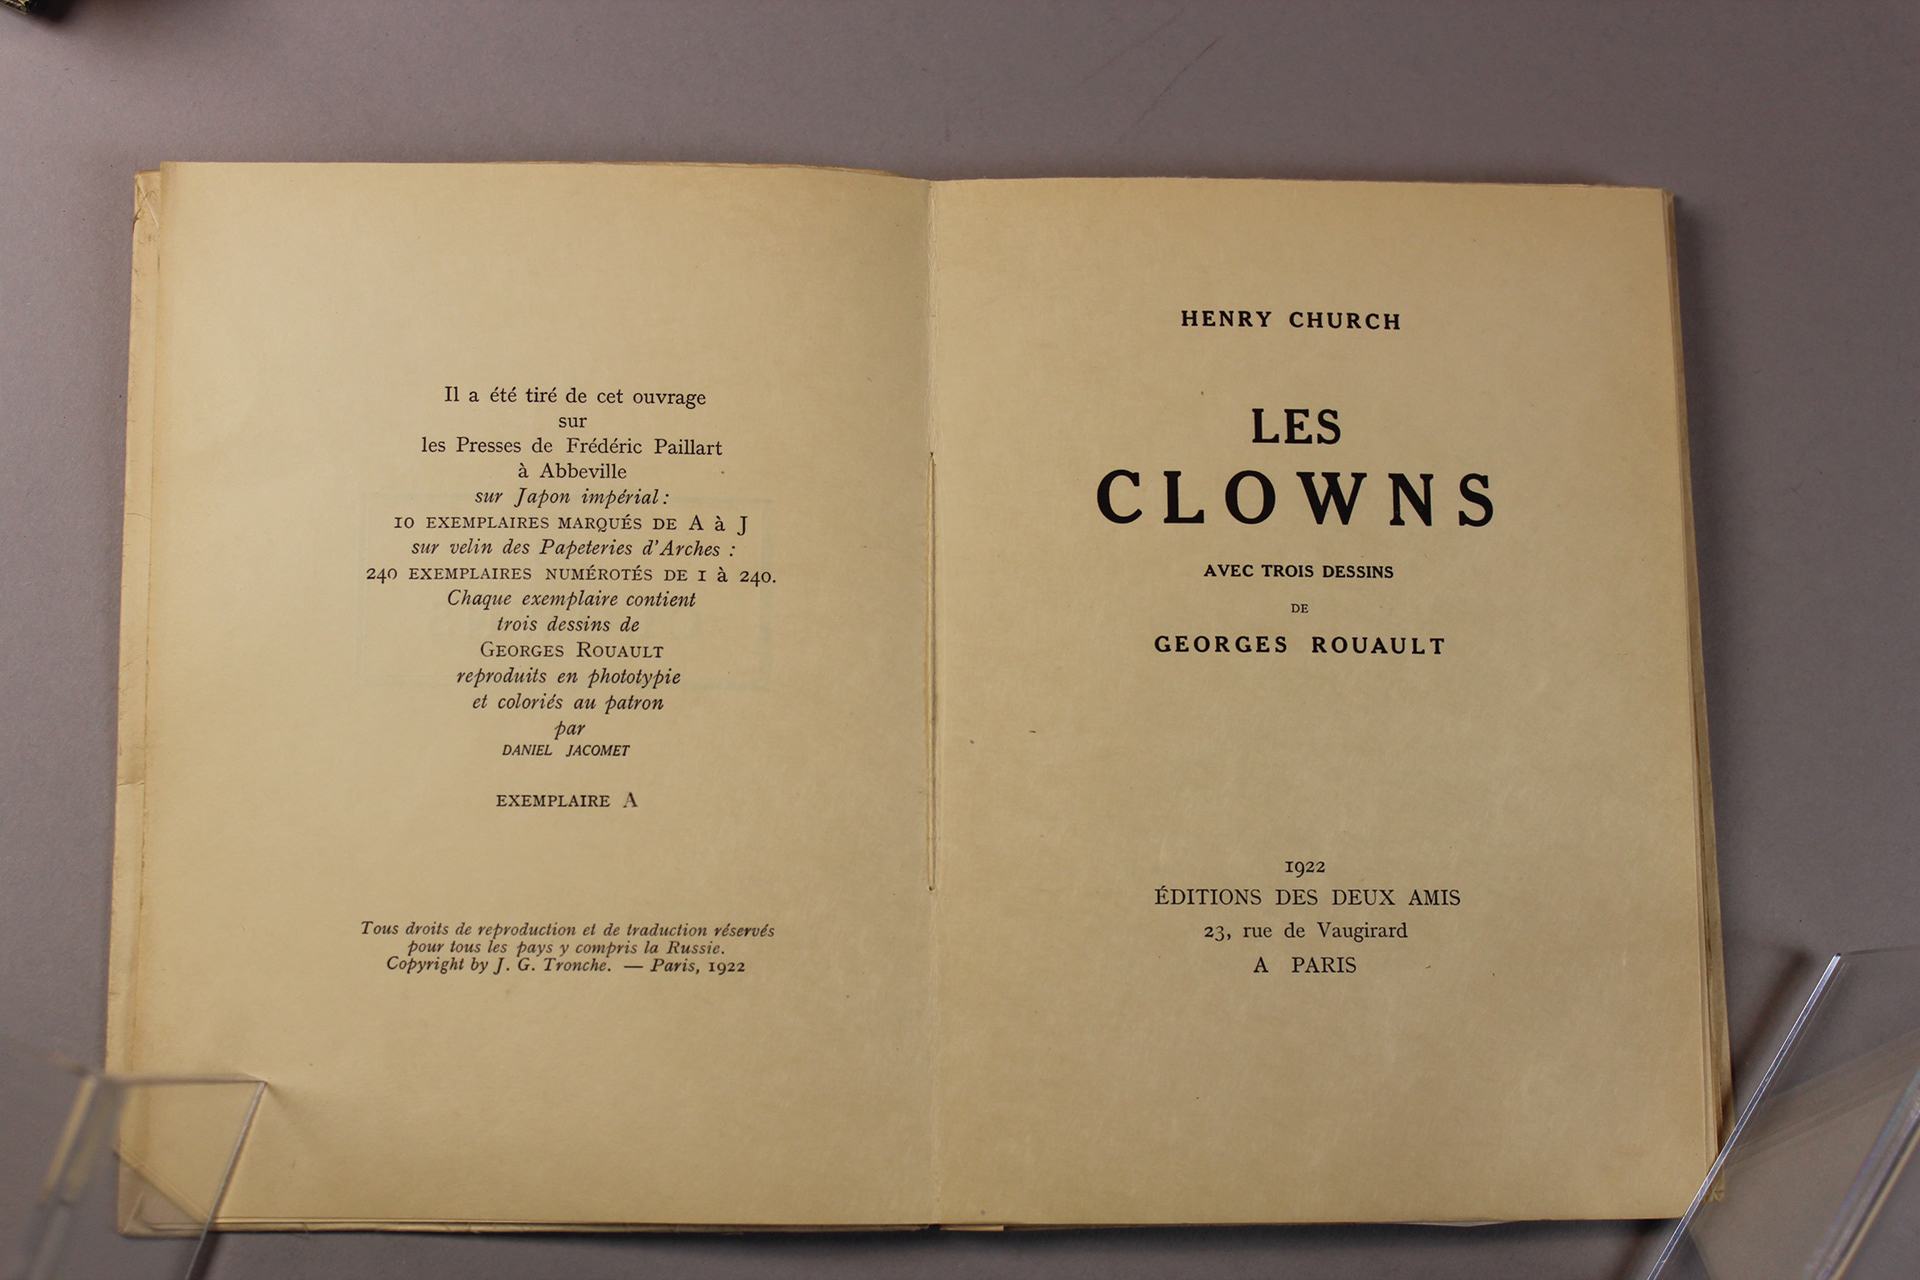 Il a été tiré de cet ouvrage
sur
les Presses de Frédéric Paillart
à Abbeville
sur Japon impérial :
10 EXEMPLAIRES MARQUÉS DE A à J
sur velin des Papeteries d'Arches :
240 EXEMPLAIRES NUMÉROTÉS DE 1 à 240.
Chaque exemplaire contient
trois dessins de
GEORGES ROUAULT
reproduits en phototypie
et coloriés au patron
par
DANIEL JACOMET
EXEMPLAIRE A
Tous droits de reproduction et de traduction réservés
pour tous les pays y compris la Russie.
Copyright by J. G. Tronche. — Paris, 1922
HENRY CHURCH
LES
CLOWNS
AVEC TROIS DESSINS
DE
GEORGES ROUAULT
1922
ÉDITIONS DES DEUX AMIS
23, rue de Vaugirard
A PARIS